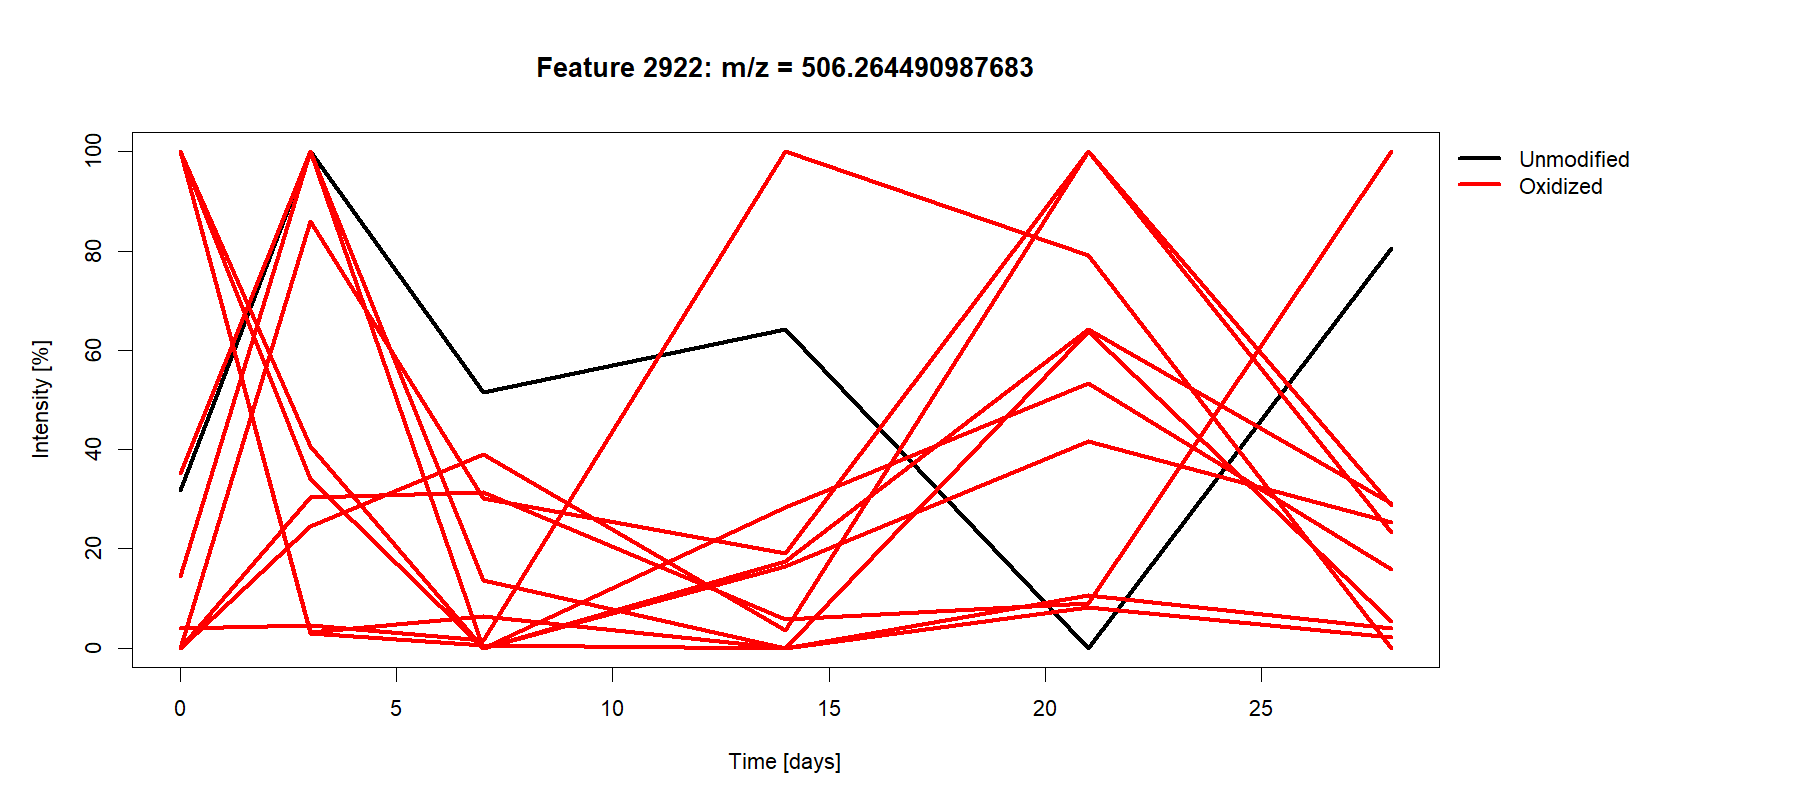 Feature 2922: m/z = 506.264490987683
100
80
60
40
20
0
Intensity [%]
0 5 10 15 20 25
Time [days]
Unmodified
Oxidized